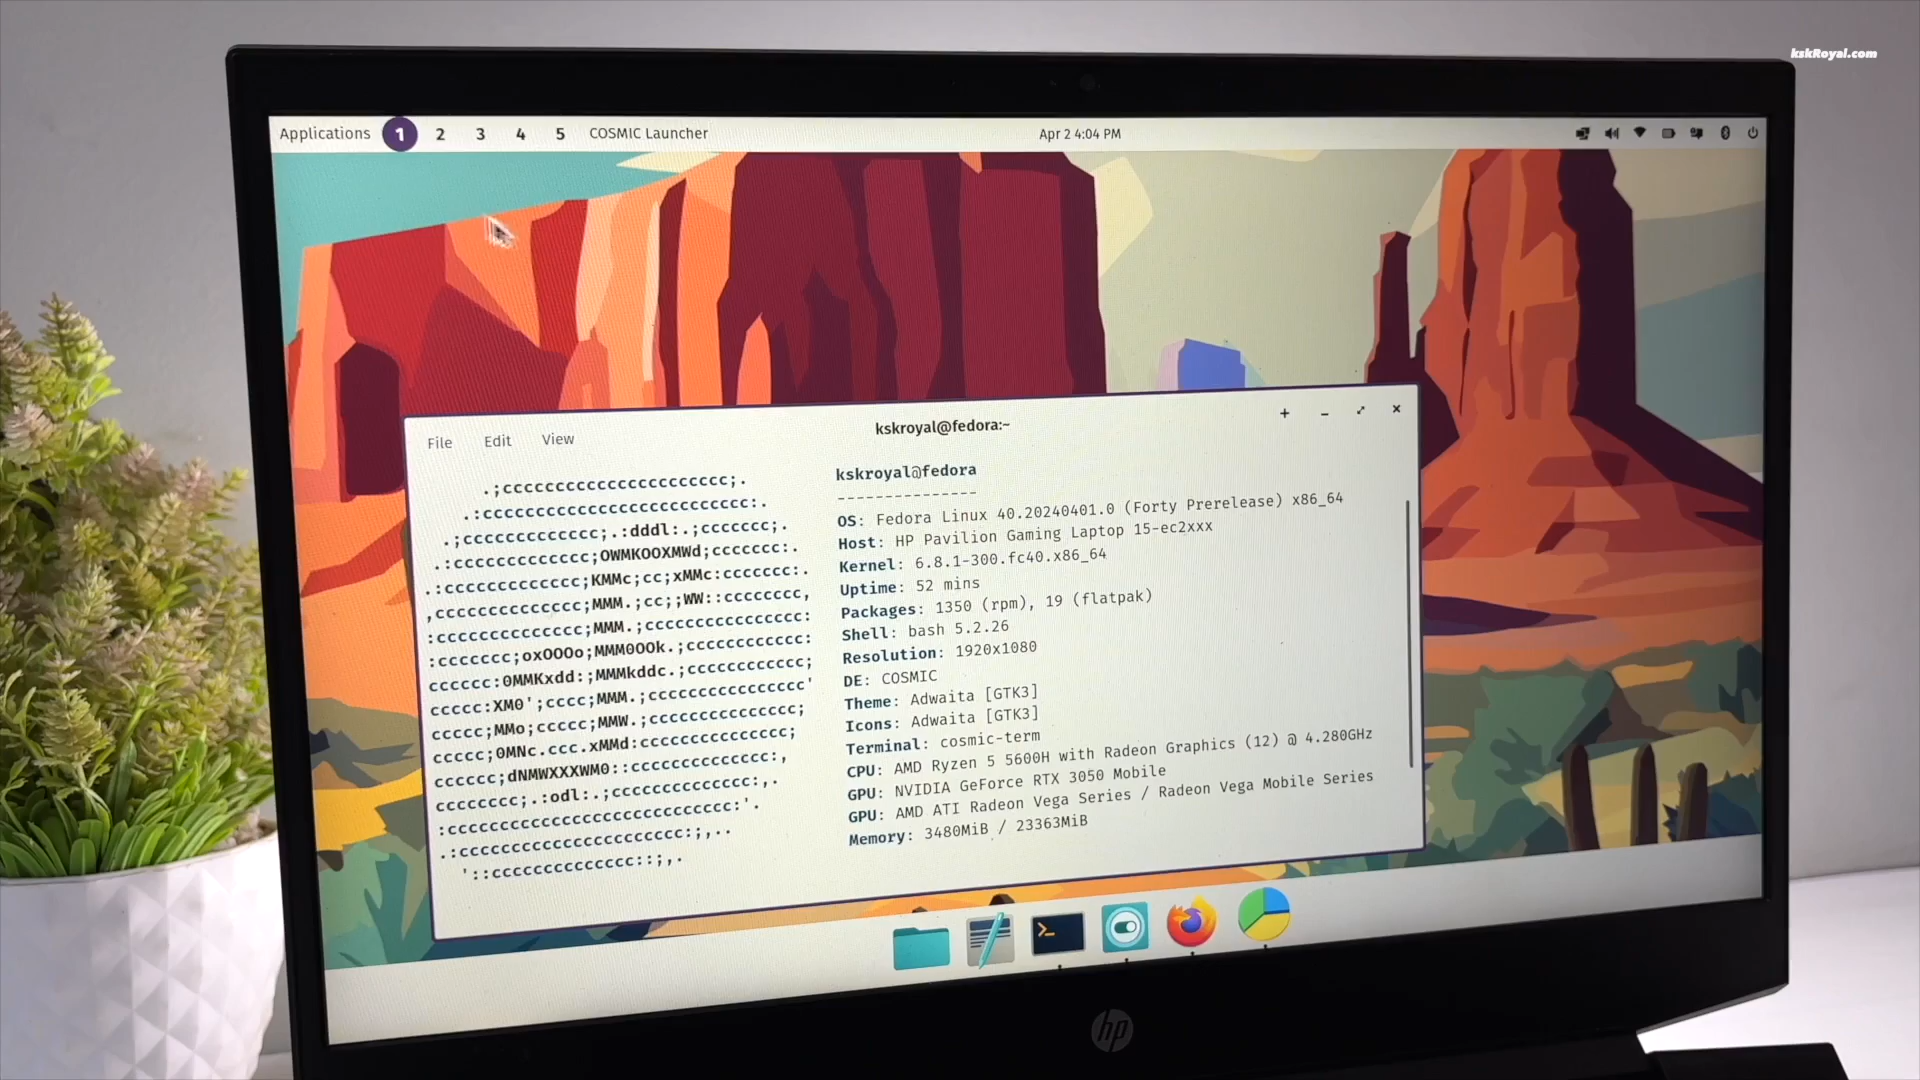 kskRoyal.com
Applications 1 2 3 4 5 COSMIC Launcher Apr 2 4:04 PM
File Edit View kskroyal@fedora:~
kskroyal@fedora
---------------
OS: Fedora Linux 40.20240401.0 (Forty Prerelease) x86_64
Host: HP Pavilion Gaming Laptop 15-ec2xxx
Kernel: 6.8.1-300.fc40.x86_64
Uptime: 52 mins
Packages: 1350 (rpm), 19 (flatpak)
Shell: bash 5.2.26
Resolution: 1920x1080
DE: COSMIC
Theme: Adwaita [GTK3]
Icons: Adwaita [GTK3]
Terminal: cosmic-term
CPU: AMD Ryzen 5 5600H with Radeon Graphics (12) @ 4.280GHz
GPU: NVIDIA GeForce RTX 3050 Mobile
GPU: AMD ATI Radeon Vega Series / Radeon Vega Mobile Series
Memory: 3480MiB / 23363MiB
hp